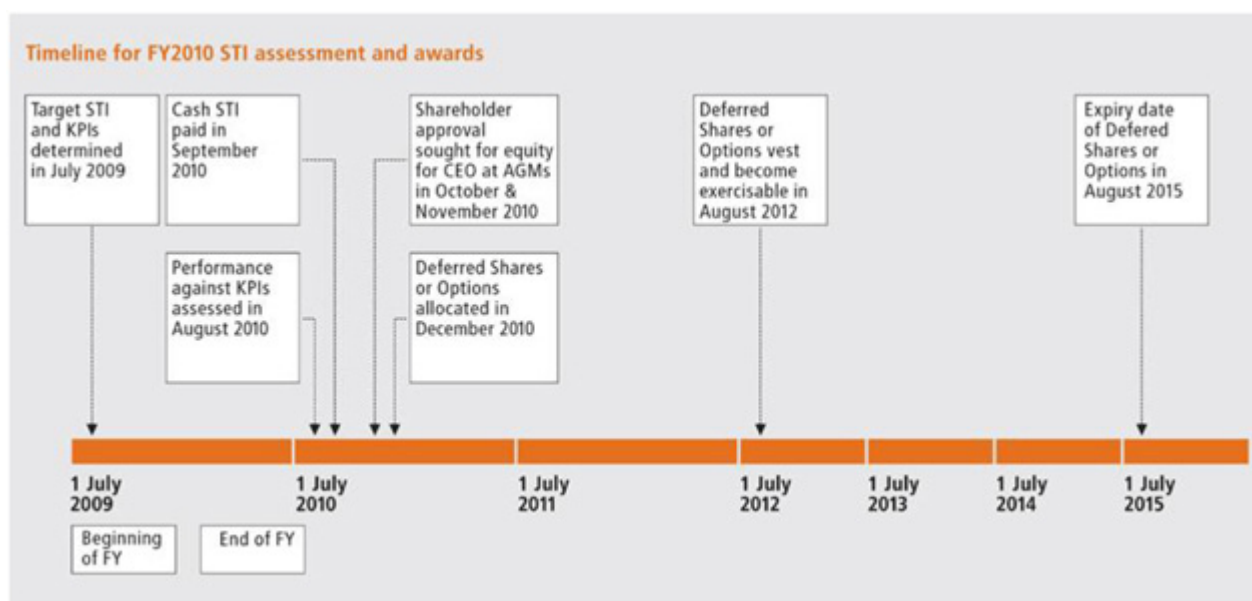 Timeline for FY2010 STI assessment and awards
Target STI
and KPIs
determined
in July 2009
Cash STI
paid in
September
2010
Shareholder
approval
sought for equity
for CEO at AGMs
in October &
November 2010
Deferred
Shares or
Options vest
and become
exercisable in
August 2012
Expiry date
of Defered
Shares or
Options in
August 2015
Performance
against KPIs
assessed in
August 2010
Deferred Shares
or Options
allocated in
December 2010
1 July
2009
1 July
2010
1 July
2011
1 July
2012
1 July
2013
1 July
2014
1 July
2015
Beginning
of FY
End of FY